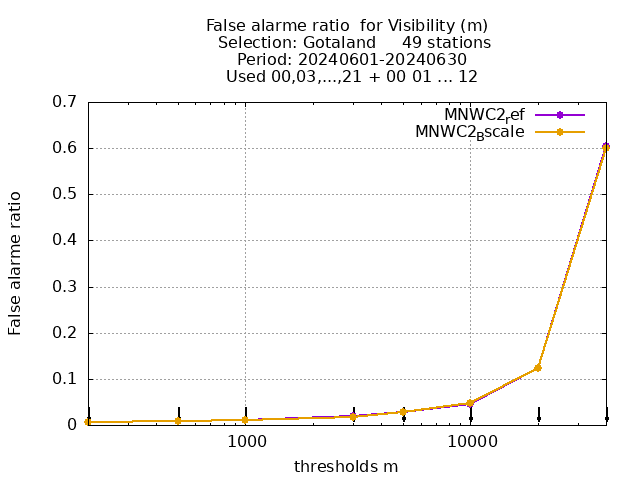 False alarme ratio  for Visibility (m)
Selection: Gotaland     49 stations
Period: 20240601-20240630
Used 00,03,...,21 + 00 01 ... 12
MNWC2_ref
MNWC2_Bscale
0.7
0.6
0.5
0.4
0.3
0.2
0.1
0
False alarme ratio
1000 10000
thresholds m